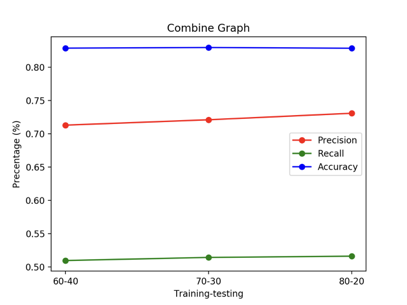 Combine Graph
Precentage (%)
0.80
0.75
0.70
0.65
0.60
0.55
0.50
Precision
Recall
Accuracy
60-40
70-30
80-20
Training-testing